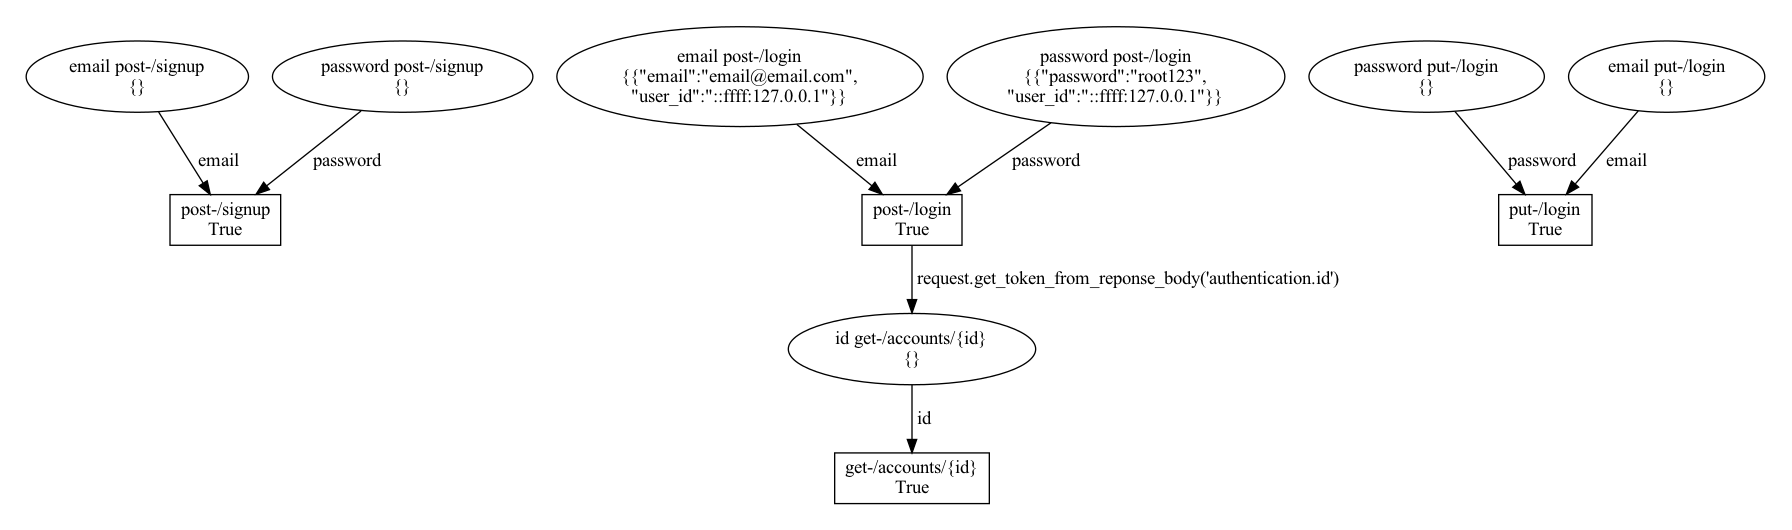 email post-/signup
{}
password post-/signup
{}
email post-/login
{{"email":"email@email.com",
"user_id":"::ffff:127.0.0.1"}}
password post-/login
{{"password":"root123",
"user_id":"::ffff:127.0.0.1"}}
password put-/login
{}
email put-/login
{}
email
password
email
password
password
email
post-/signup
True
post-/login
True
put-/login
True
request.get_token_from_reponse_body('authentication.id')
id get-/accounts/{id}
{}
id
get-/accounts/{id}
True